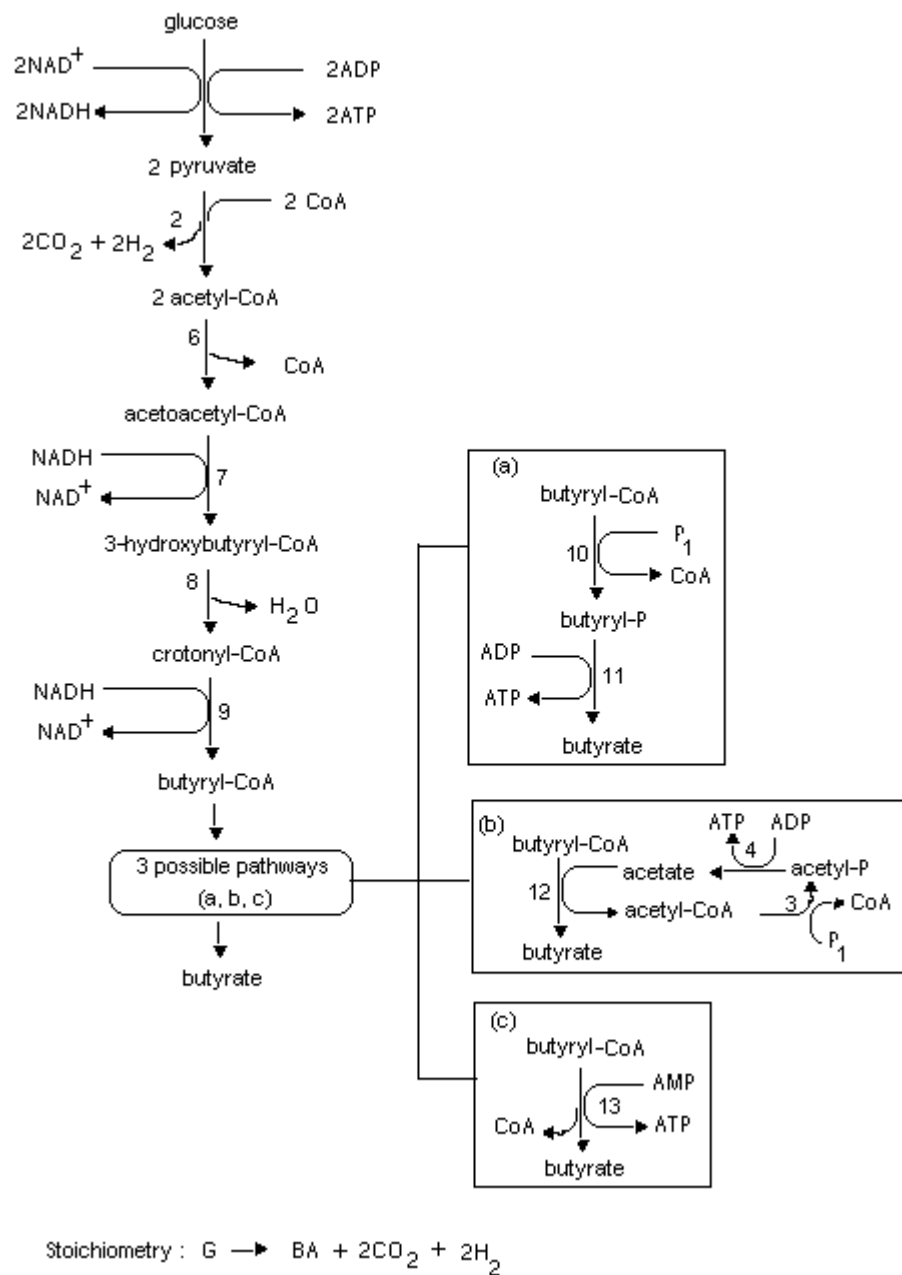 glucose
2NAD+ 2ADP
2NADH 2ATP
2 pyruvate
2 2 CoA
2CO2 + 2H2
2 acetyl-CoA
6
CoA
acetoacetyl-CoA
NADH
7
NAD+
3-hydroxybutyryl-CoA
8
H2O
crotonyl-CoA
NADH
9
NAD+
butyryl-CoA
3 possible pathways
(a, b, c)
butyrate
(a)
butyryl-CoA
P1
10
CoA
butyryl-P
ADP
11
ATP
butyrate
(b)
butyryl-CoA ATP ADP
4
acetate acetyl-P
12
acetyl-CoA 3 CoA
butyrate P1
(c)
butyryl-CoA
AMP
13
CoA ATP
butyrate
Stoichiometry : G → BA + 2CO2 + 2H2